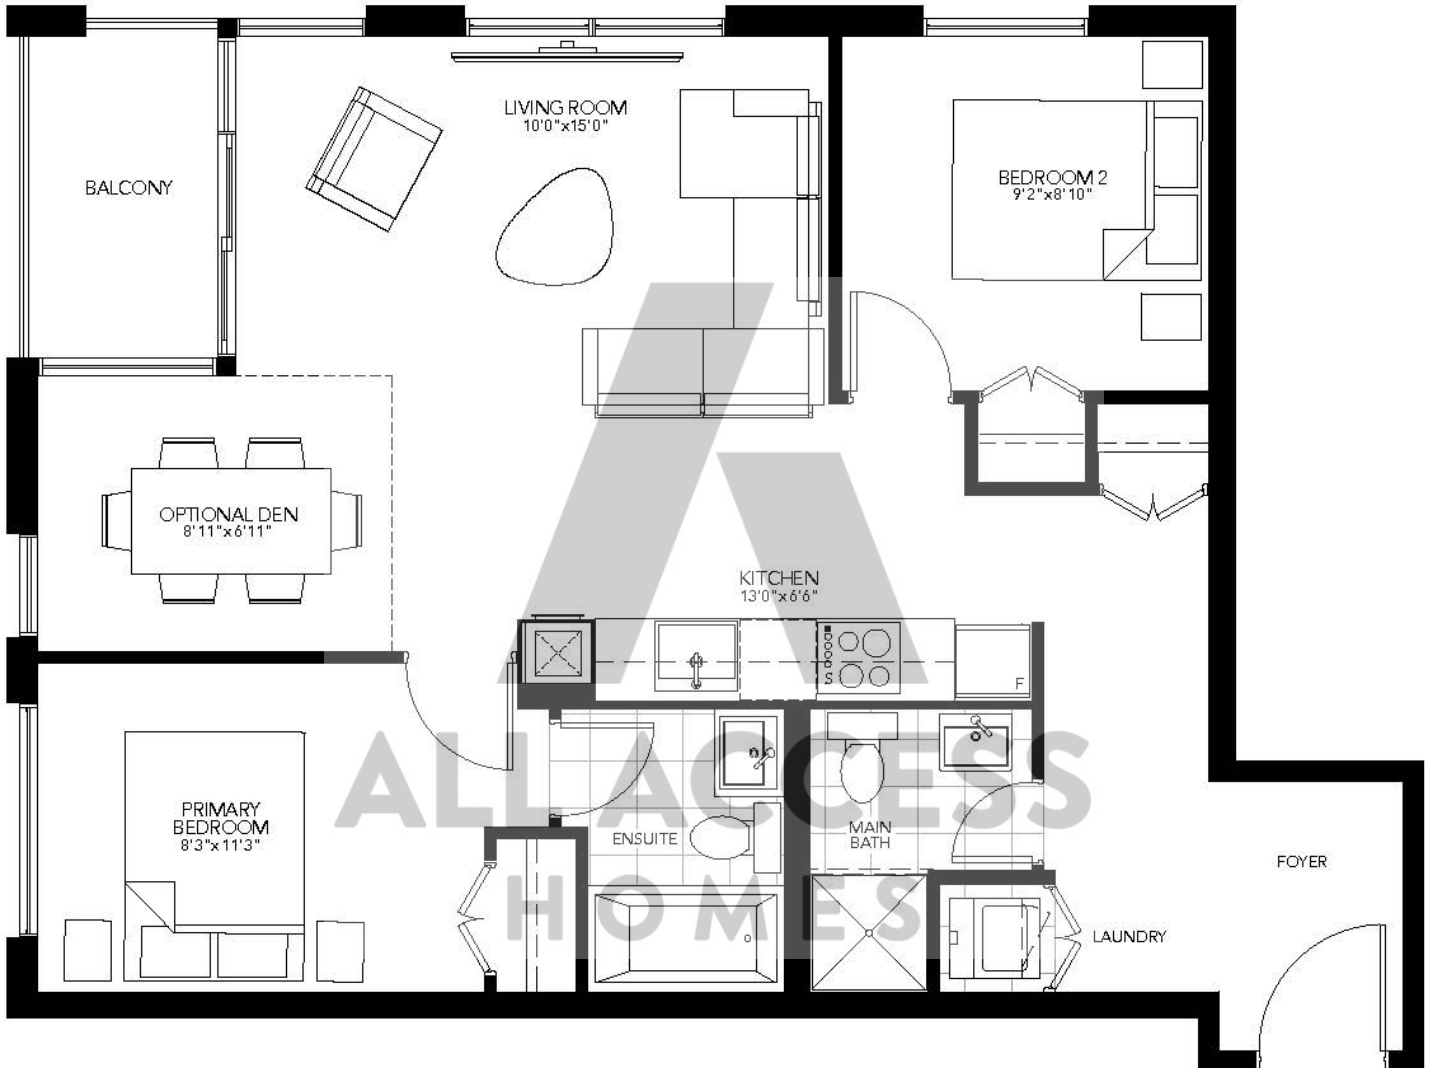 LIVING ROOM
10'0"x15'0"
BALCONY
BEDROOM 2
9'2"x8'10"
OPTIONAL DEN
8'11"x6'11"
KITCHEN
13'0"x6'6"
F
S
ALL ACCESS
HOMES
PRIMARY
BEDROOM
8'3"x11'3"
ENSUITE
MAIN
BATH
FOYER
LAUNDRY